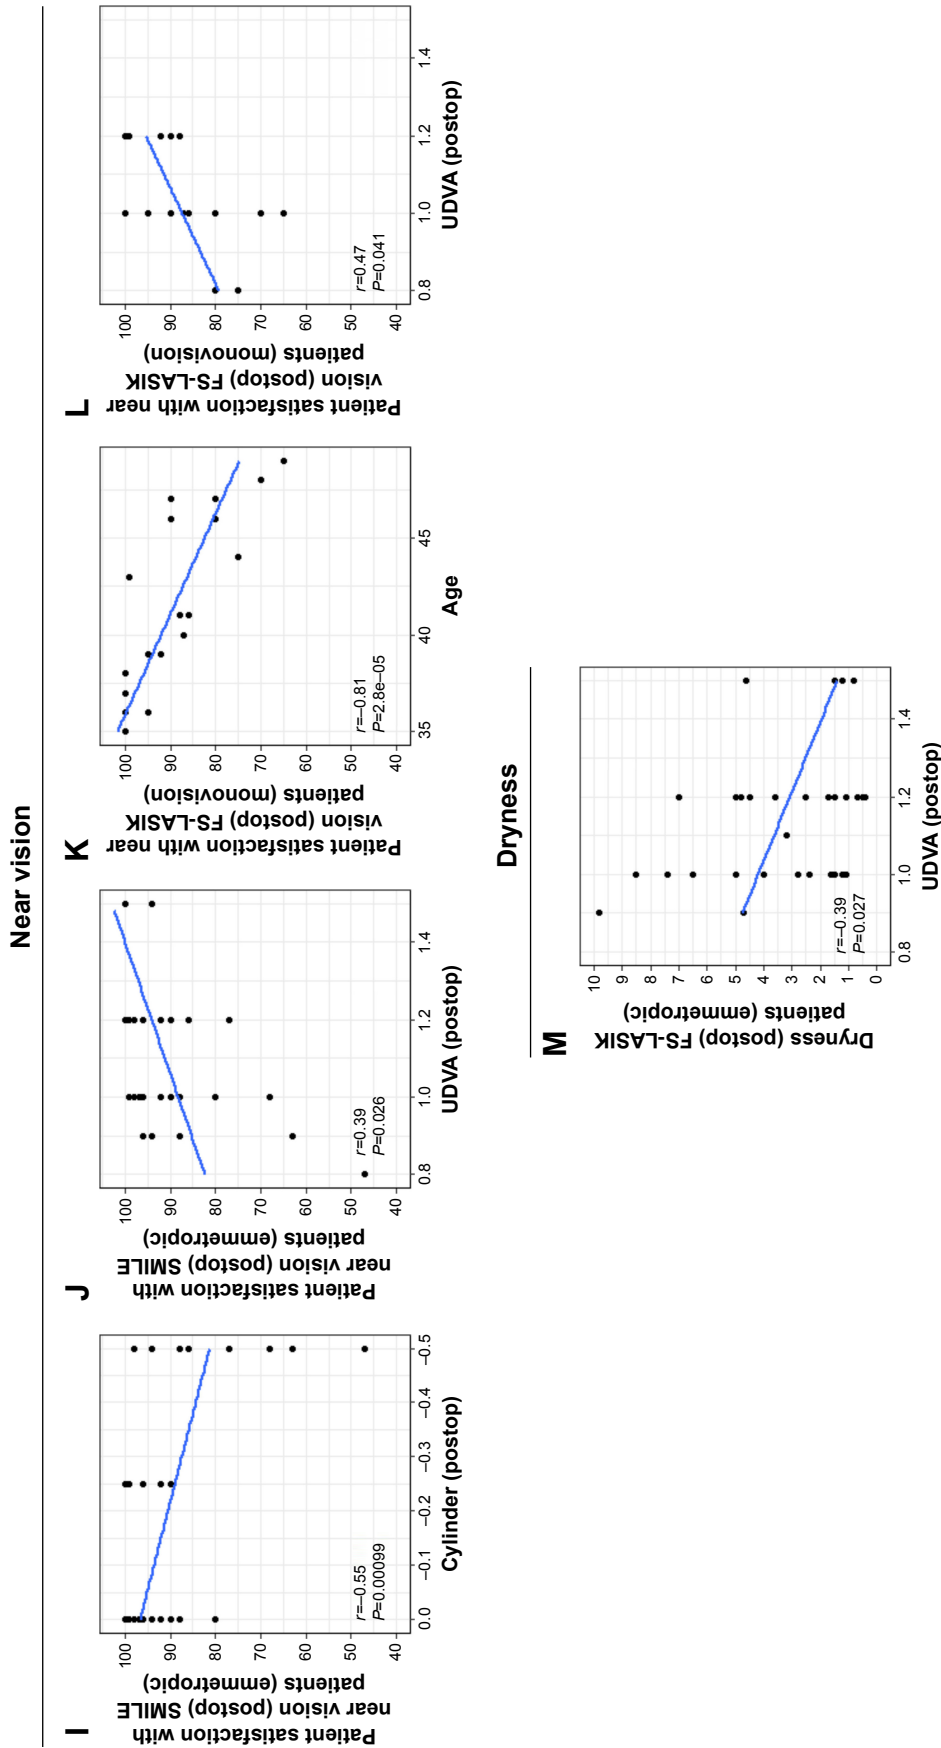 Near vision
I
Patient satisfaction with
near vision (postop) SMILE
patients (emmetropic)
100
90
80
70
60
50
40
r=–0.55
P=0.00099
0.0
–0.1
–0.2
–0.3
–0.4
–0.5
Cylinder (postop)
J
Patient satisfaction with
near vision (postop) SMILE
patients (emmetropic)
100
90
80
70
60
50
40
r=0.39
P=0.026
0.8
1.0
1.2
1.4
UDVA (postop)
K
Patient satisfaction with near
vision (postop) FS-LASIK
patients (monovision)
100
90
80
70
60
50
40
r=–0.81
P=2.8e–05
35
40
45
Age
L
Patient satisfaction with near
vision (postop) FS-LASIK
patients (monovision)
100
90
80
70
60
50
40
r=0.47
P=0.041
0.8
1.0
1.2
1.4
UDVA (postop)
Dryness
M
Dryness (postop) FS-LASIK
patients (emmetropic)
10
9
8
7
6
5
4
3
2
1
0
r=–0.39
P=0.027
0.8
1.0
1.2
1.4
UDVA (postop)